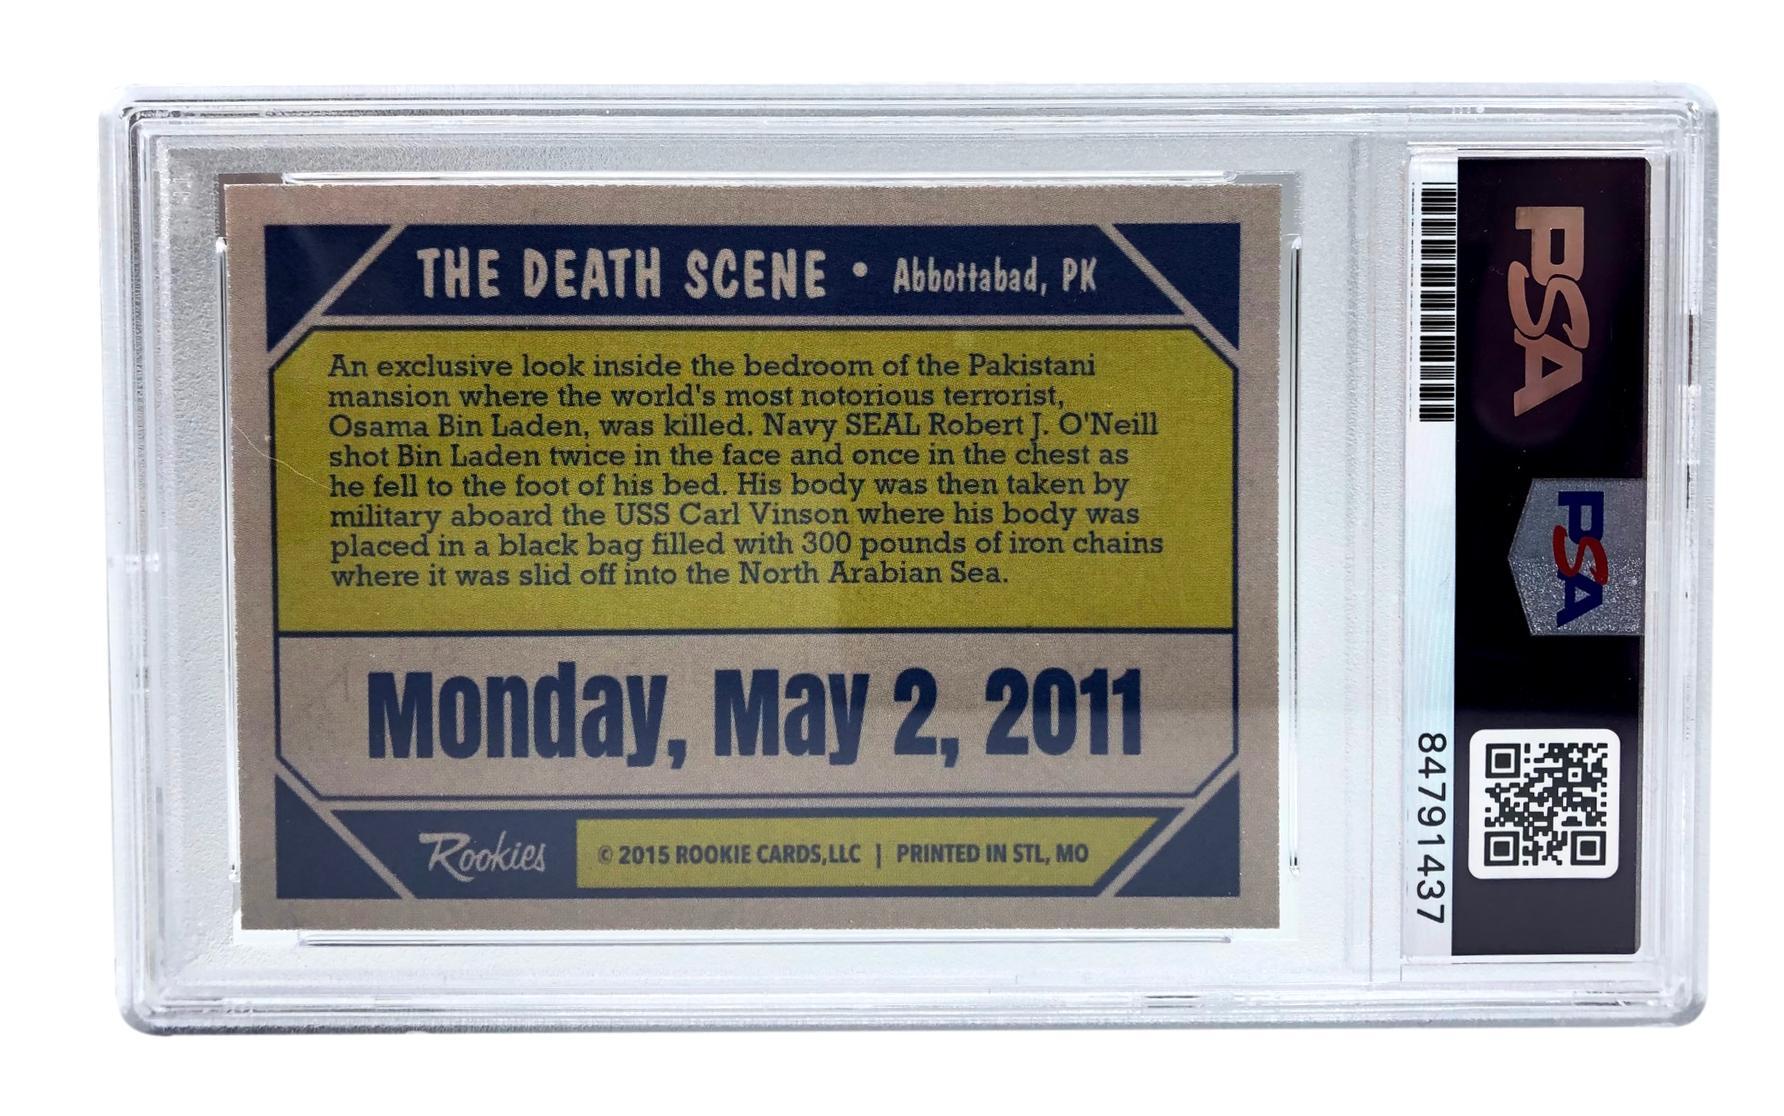 THE DEATH SCENE • Abbottabad, PK
An exclusive look inside the bedroom of the Pakistani
mansion where the world's most notorious terrorist,
Osama Bin Laden, was killed. Navy SEAL Robert J. O'Neill
shot Bin Laden twice in the face and once in the chest as
he fell to the foot of his bed. His body was then taken by
military aboard the USS Carl Vinson where his body was
placed in a black bag filled with 300 pounds of iron chains
where it was slid off into the North Arabian Sea.
Monday, May 2, 2011
Rookies
© 2015 ROOKIE CARDS,LLC | PRINTED IN STL, MO
PSA
PSA
84791437